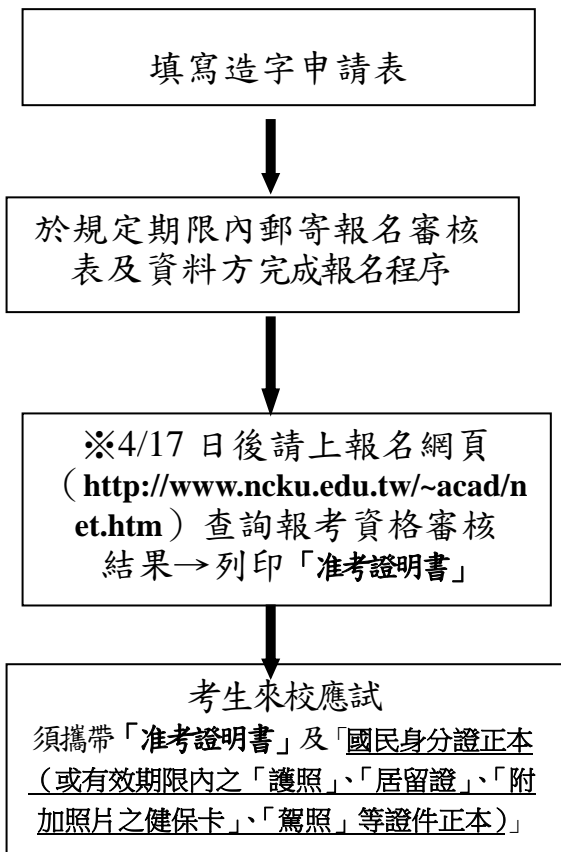 填寫造字申請表
於規定期限內郵寄報名審核
表及資料方完成報名程序
※4/17 日後請上報名網頁
（http://www.ncku.edu.tw/~acad/n
et.htm）查詢報考資格審核
結果→列印「准考證明書」
考生來校應試
須攜帶「准考證明書」及「國民身分證正本
（或有效期限內之「護照」、「居留證」、「附
加照片之健保卡」、「駕照」等證件正本）」